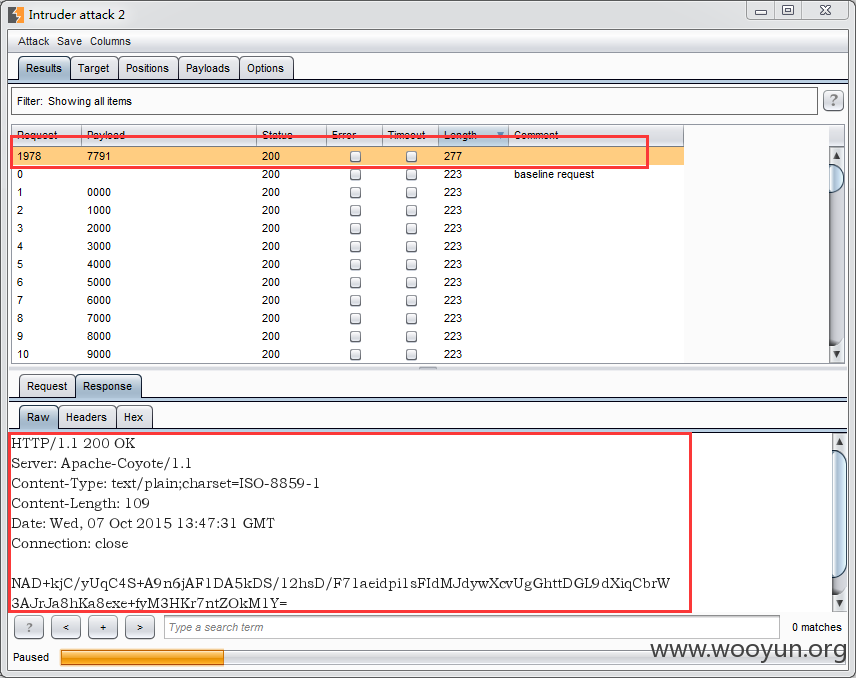 Intruder attack 2
Attack Save Columns
Results Target Positions Payloads Options
Filter: Showing all items ?
Request Payload Status Error Timeout Length Comment
1978 7791 200 277
0 200 223 baseline request
1 0000 200 223
2 1000 200 223
3 2000 200 223
4 3000 200 223
5 4000 200 223
6 5000 200 223
7 6000 200 223
8 7000 200 223
9 8000 200 223
10 9000 200 223
Request Response
Raw Headers Hex
HTTP/1.1 200 OK
Server: Apache-Coyote/1.1
Content-Type: text/plain;charset=ISO-8859-1
Content-Length: 109
Date: Wed, 07 Oct 2015 13:47:31 GMT
Connection: close
NAD+kjC/yUqC4S+A9n6jAF1DA5kDS/12hsD/F71aeidpi1sFIdMJdywXcvUgGhttDGL9dXiqCbrW
3AJrJa8hKa8exe+fyM3HKr7ntZOkM1Y=
? < + > Type a search term 0 matches
www.wooyun.org
Paused